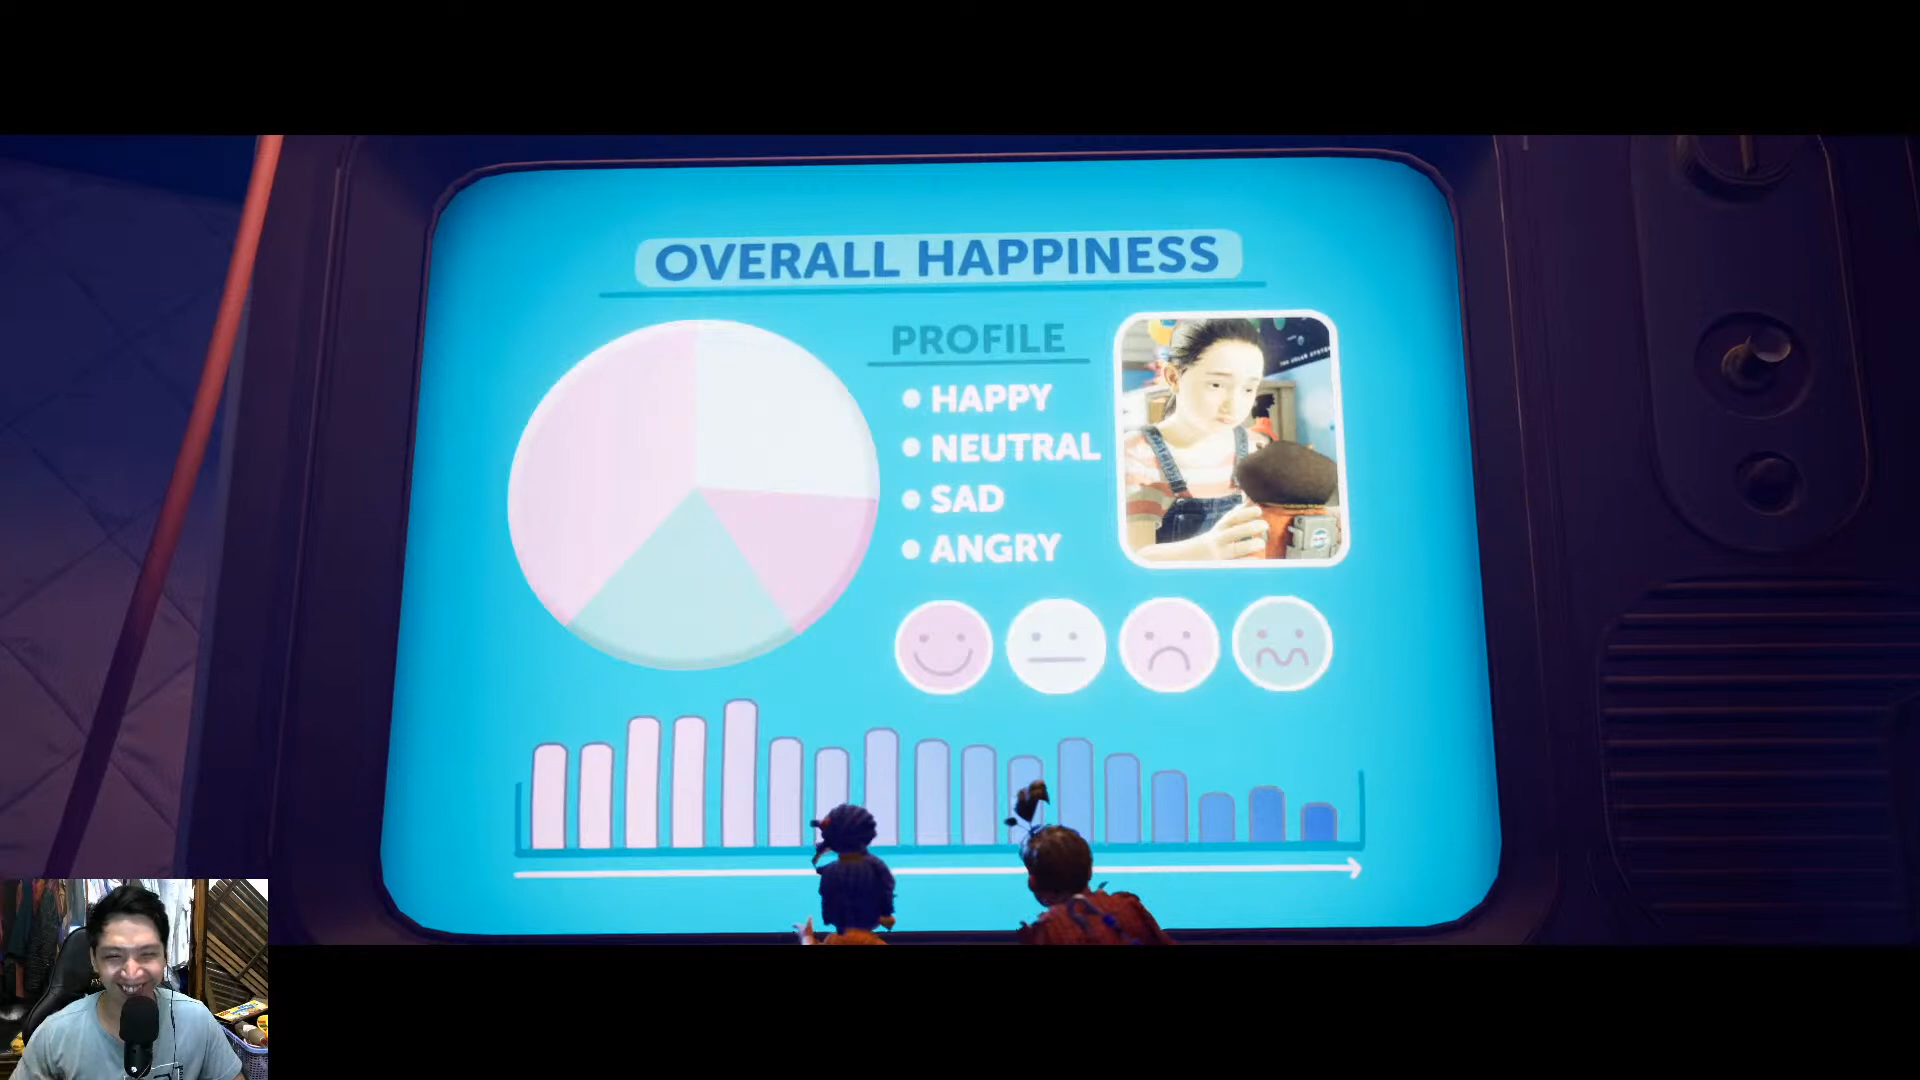 OVERALL HAPPINESS
PROFILE
• HAPPY
• NEUTRAL
• SAD
• ANGRY